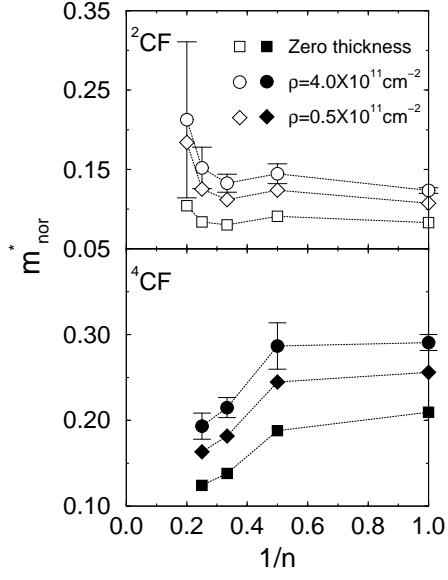 0.35
²CF
Zero thickness
ρ=4.0X10¹¹cm⁻²
ρ=0.5X10¹¹cm⁻²
0.25
0.15
0.05
m*nor
⁴CF
0.30
0.20
0.10
0.0 0.2 0.4 0.6 0.8 1.0
1/n